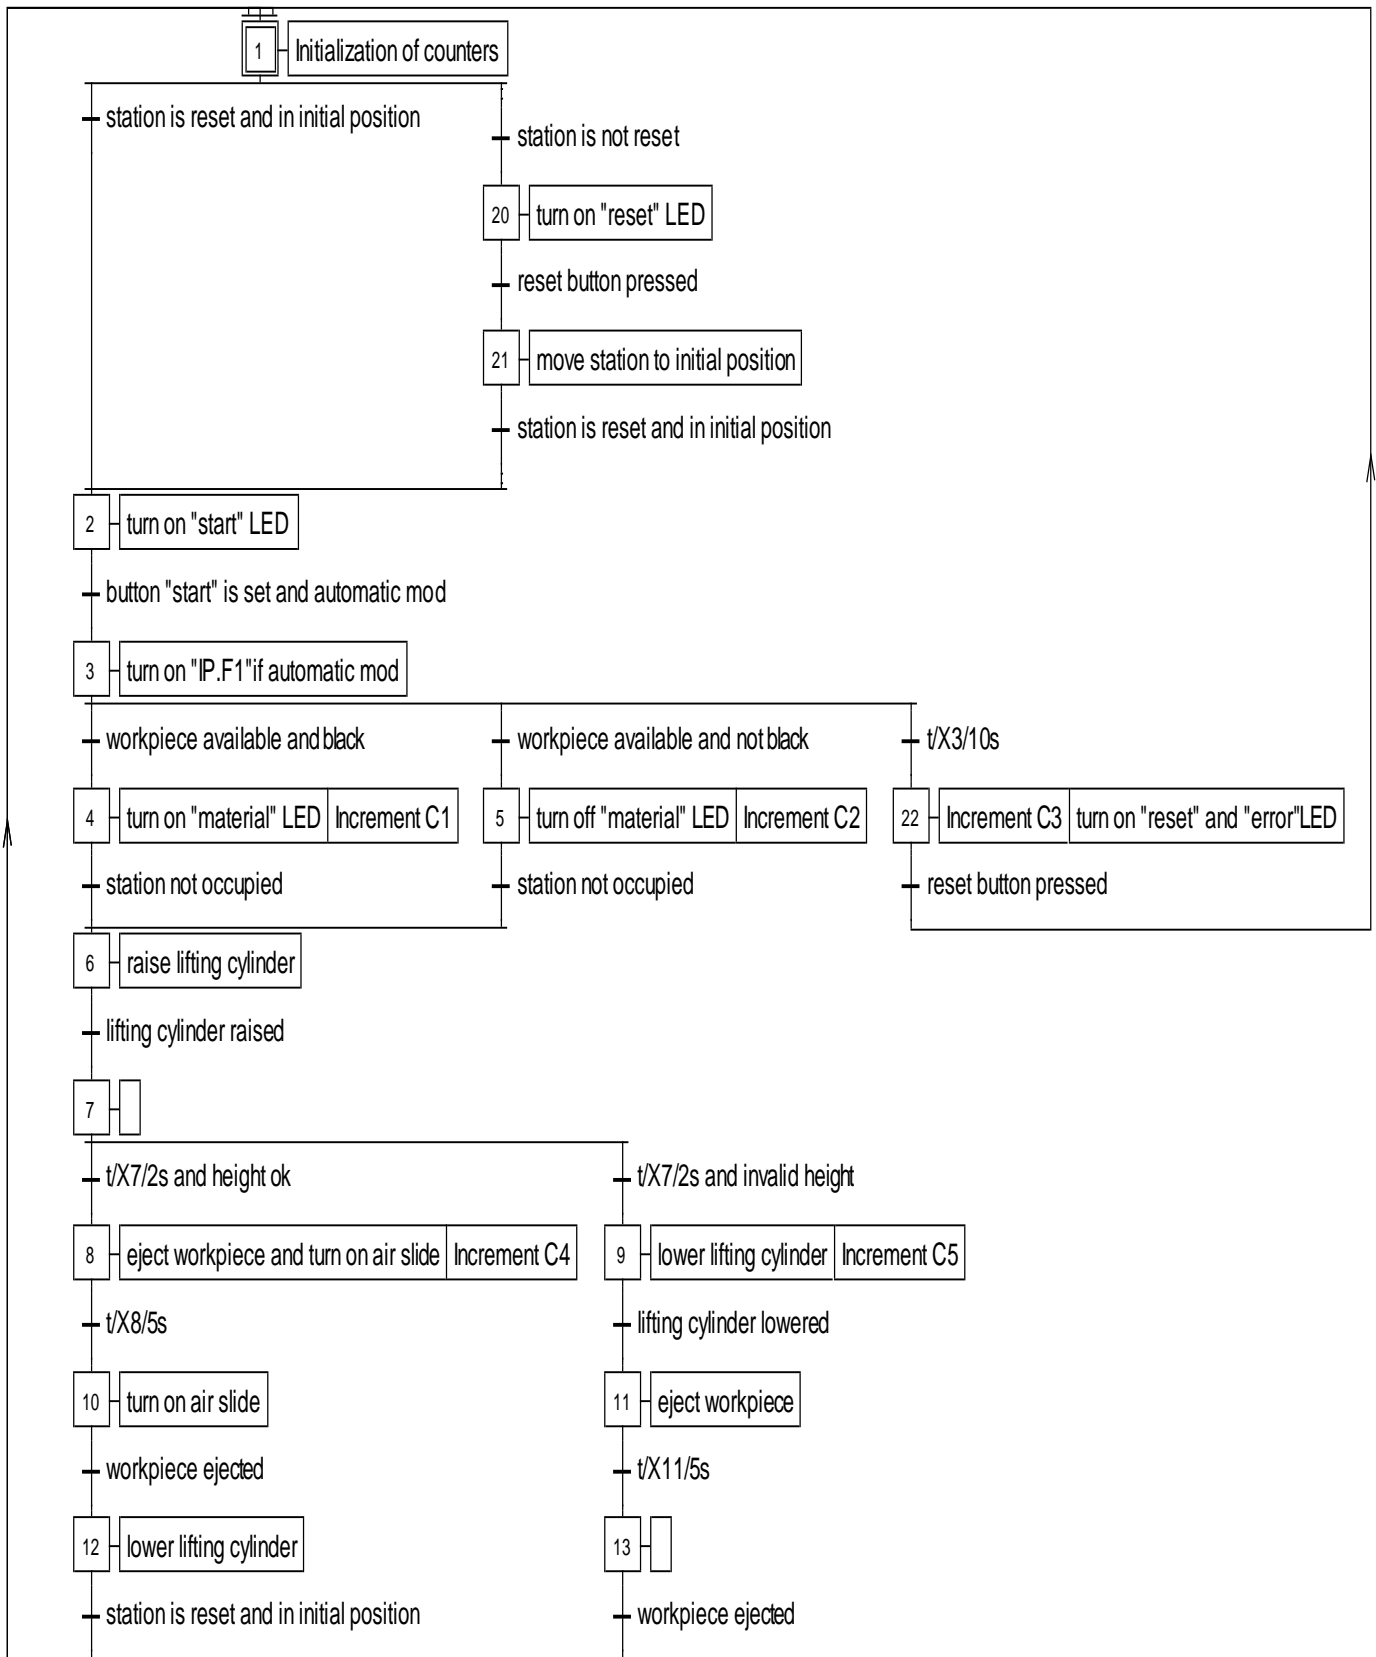 1 Initialization of counters
station is reset and in initial position
station is not reset
20 turn on "reset" LED
reset button pressed
21 move station to initial position
station is reset and in initial position
2 turn on "start" LED
button "start" is set and automatic mod
3 turn on "IP.F1"if automatic mod
workpiece available and black workpiece available and not black t/X3/10s
4 turn on "material" LED Increment C1 5 turn off "material" LED Increment C2 22 Increment C3 turn on "reset" and "error"LED
station not occupied station not occupied reset button pressed
6 raise lifting cylinder
lifting cylinder raised
7
t/X7/2s and height ok t/X7/2s and invalid height
8 eject workpiece and turn on air slide Increment C4 9 lower lifting cylinder Increment C5
t/X8/5s lifting cylinder lowered
10 turn on air slide 11 eject workpiece
workpiece ejected t/X11/5s
12 lower lifting cylinder 13
station is reset and in initial position workpiece ejected